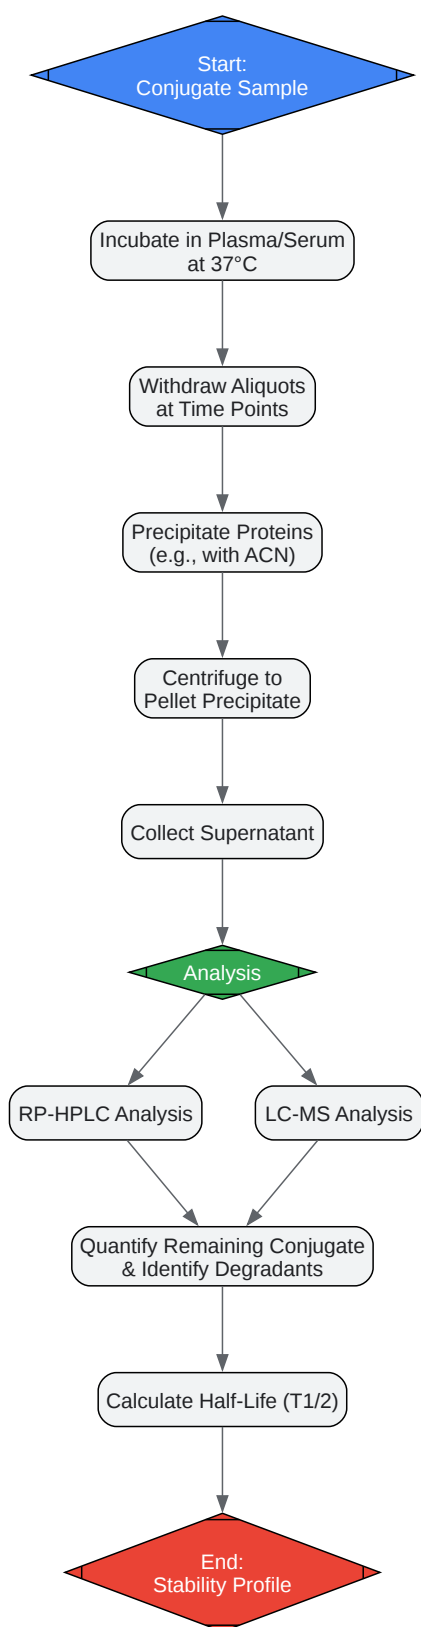 Start:
Conjugate Sample
Incubate in Plasma/Serum
at 37°C
Withdraw Aliquots
at Time Points
Precipitate Proteins
(e.g., with ACN)
Centrifuge to
Pellet Precipitate
Collect Supernatant
Analysis
RP-HPLC Analysis
LC-MS Analysis
Quantify Remaining Conjugate
& Identify Degradants
Calculate Half-Life (T1/2)
End:
Stability Profile